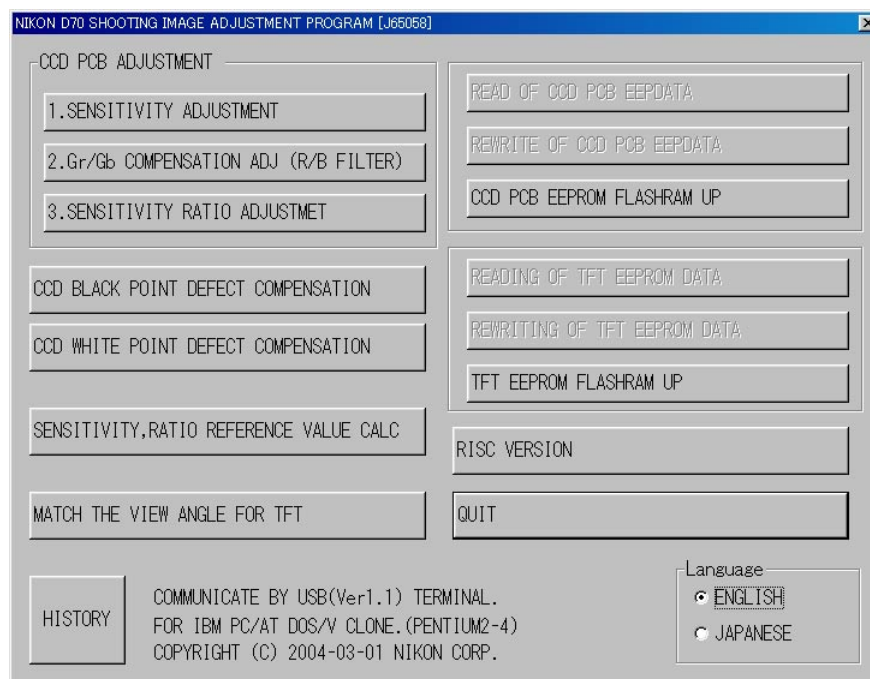 NIKON D70 SHOOTING IMAGE ADJUSTMENT PROGRAM [J65058]
CCD PCB ADJUSTMENT
1.SENSITIVITY ADJUSTMENT
2.Gr/Gb COMPENSATION ADJ (R/B FILTER)
3.SENSITIVITY RATIO ADJUSTMET
CCD BLACK POINT DEFECT COMPENSATION
CCD WHITE POINT DEFECT COMPENSATION
SENSITIVITY,RATIO REFERENCE VALUE CALC
MATCH THE VIEW ANGLE FOR TFT
READ OF CCD PCB EEPDATA
REWRITE OF CCD PCB EEPDATA
CCD PCB EEPROM FLASHRAM UP
READING OF TFT EEPROM DATA
REWRITING OF TFT EEPROM DATA
TFT EEPROM FLASHRAM UP
RISC VERSION
QUIT
HISTORY
COMMUNICATE BY USB(Ver1.1) TERMINAL.
FOR IBM PC/AT DOS/V CLONE.(PENTIUM2-4)
COPYRIGHT (C) 2004-03-01 NIKON CORP.
Language
ENGLISH
JAPANESE